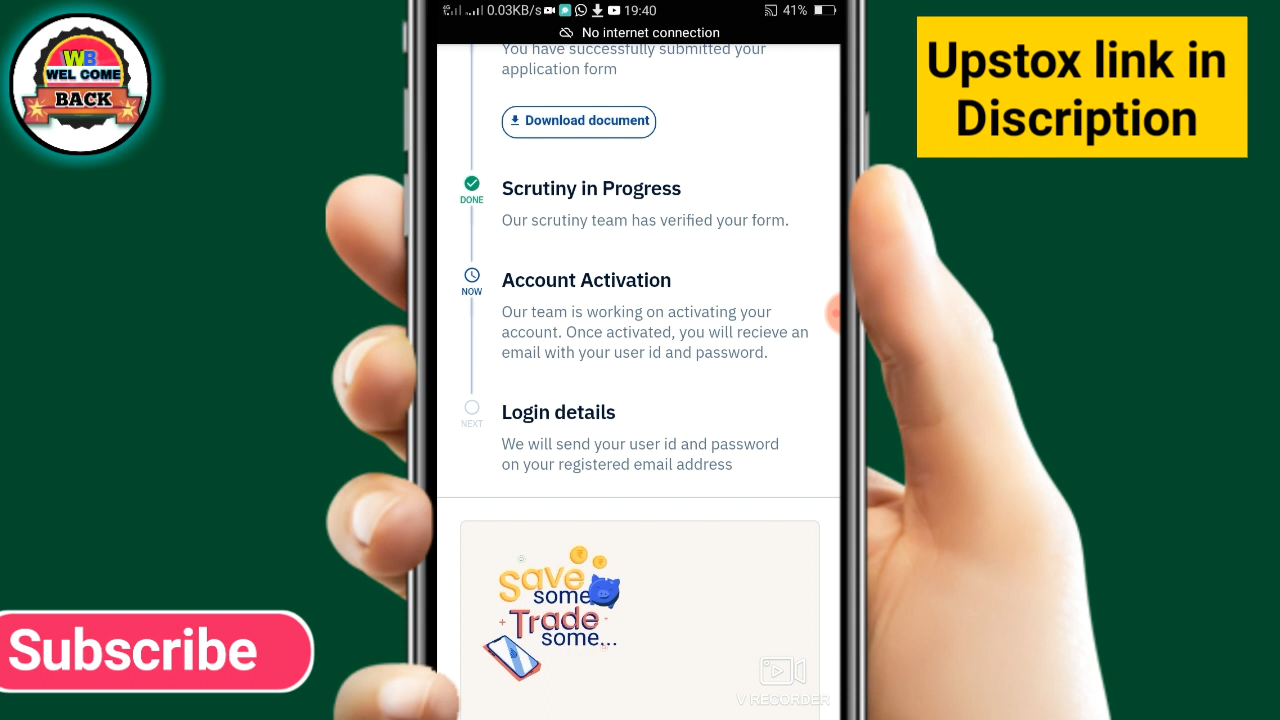 WB
WEL COME
BACK
0.03KB/s
19:40
41%
No internet connection
Upstox link in
Discription
You have successfully submitted your
application form
Download document
DONE
Scrutiny in Progress
Our scrutiny team has verified your form.
NOW
Account Activation
Our team is working on activating your
account. Once activated, you will recieve an
email with your user id and password.
NEXT
Login details
We will send your user id and password
on your registered email address
Save
some
Trade
some...
Subscribe
V RECORDER